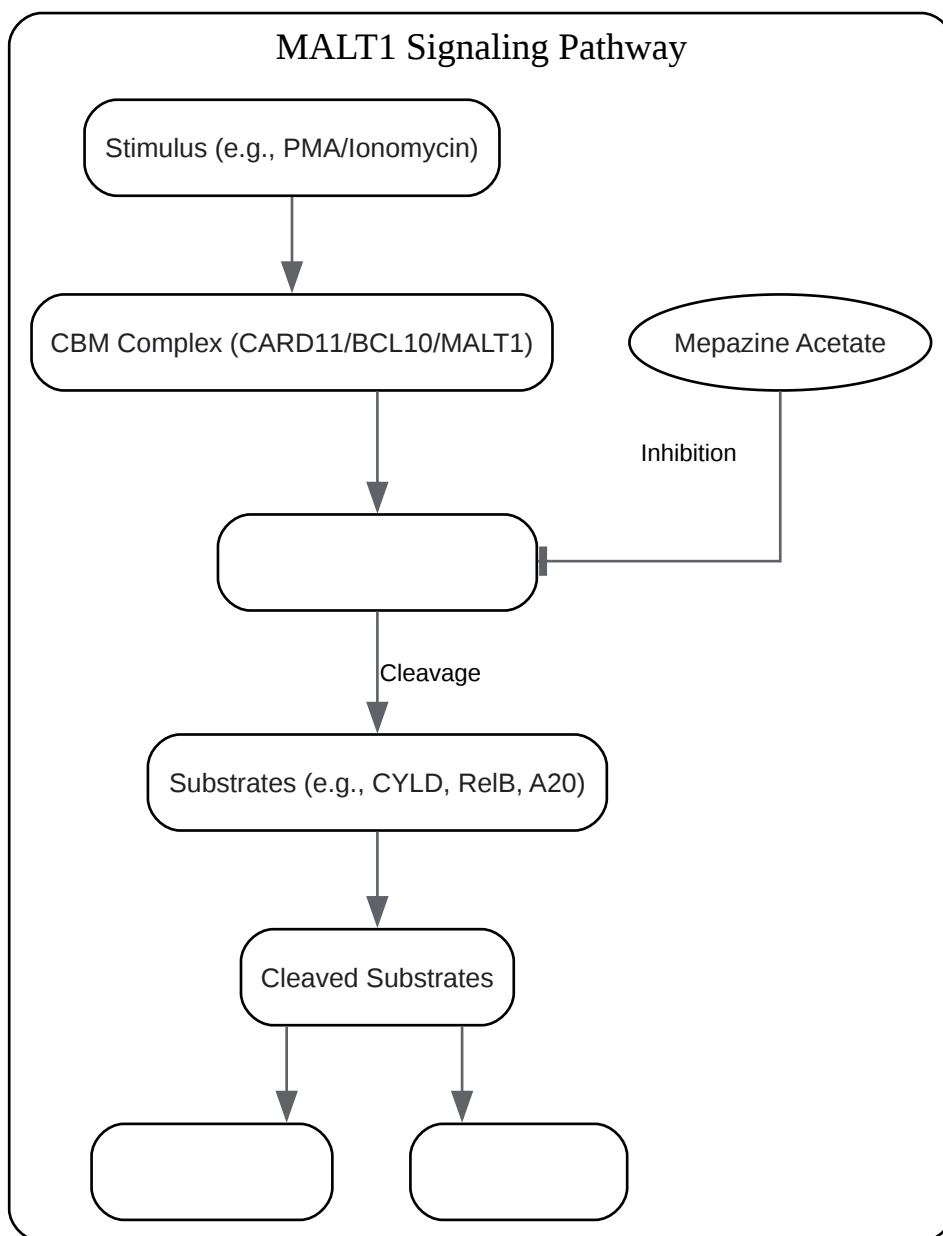 MALT1 Signaling Pathway
Stimulus (e.g., PMA/Ionomycin)
CBM Complex (CARD11/BCL10/MALT1)
Mepazine Acetate
Inhibition
Cleavage
Substrates (e.g., CYLD, RelB, A20)
Cleaved Substrates